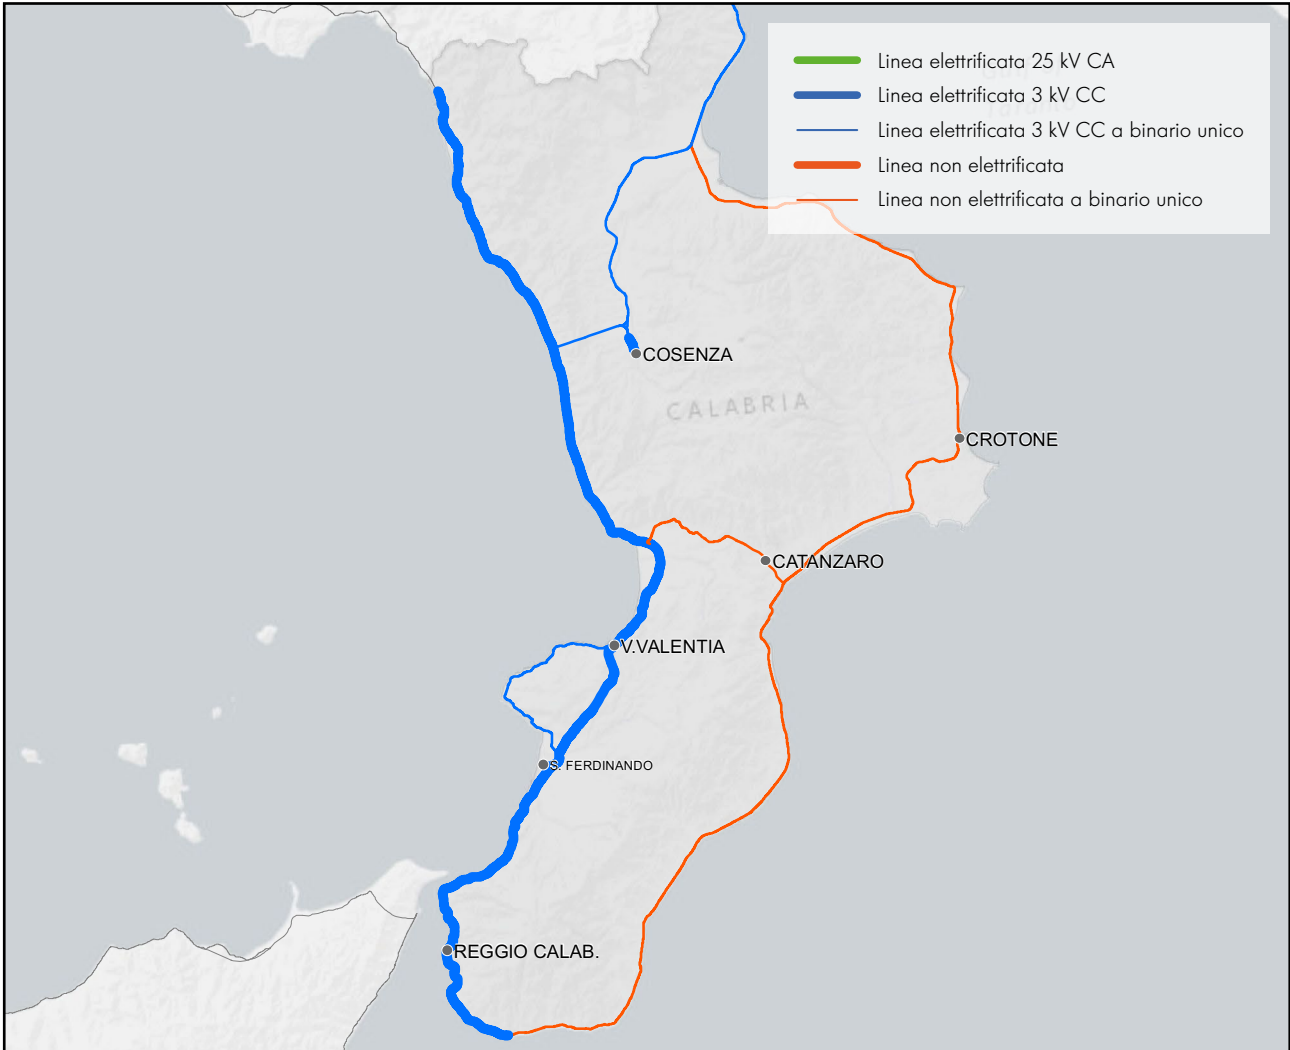 Linea elettrificata 25 kV CA
Linea elettrificata 3 kV CC
Linea elettrificata 3 kV CC a binario unico
Linea non elettrificata
Linea non elettrificata a binario unico
COSENZA
CALABRIA
CROTONE
CATANZARO
V.VALENTIA
S. FERDINANDO
REGGIO CALAB.